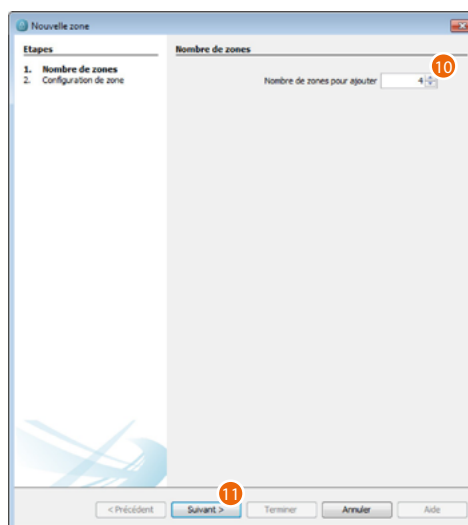 Nouvelle zone
Etapes
Nombre de zones
1. Nombre de zones
2. Configuration de zone
10
Nombre de zones pour ajouter 4
11
< Précédent Suivant > Terminer Annuler Aide